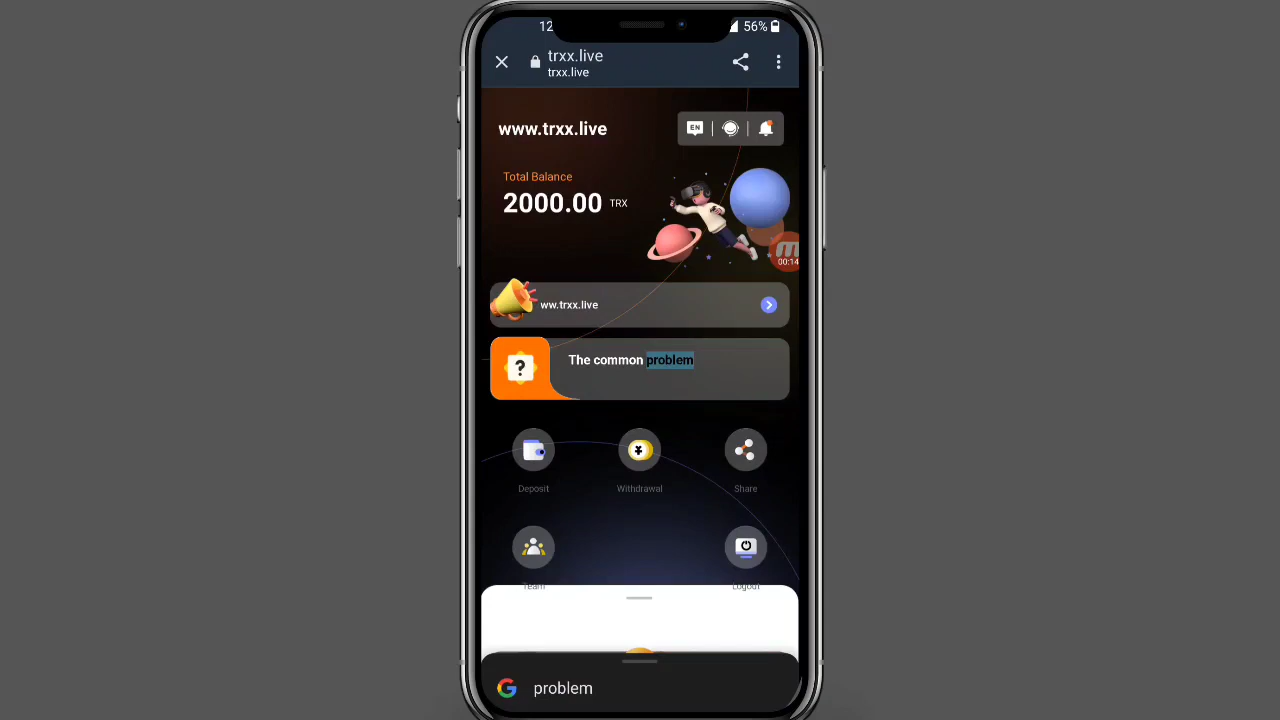 12
56%
trxx.live
trxx.live
www.trxx.live
EN
Total Balance
2000.00 TRX
00:14
ww.trxx.live
The common problem
?
Deposit
Withdrawal
Share
Team
Logout
problem